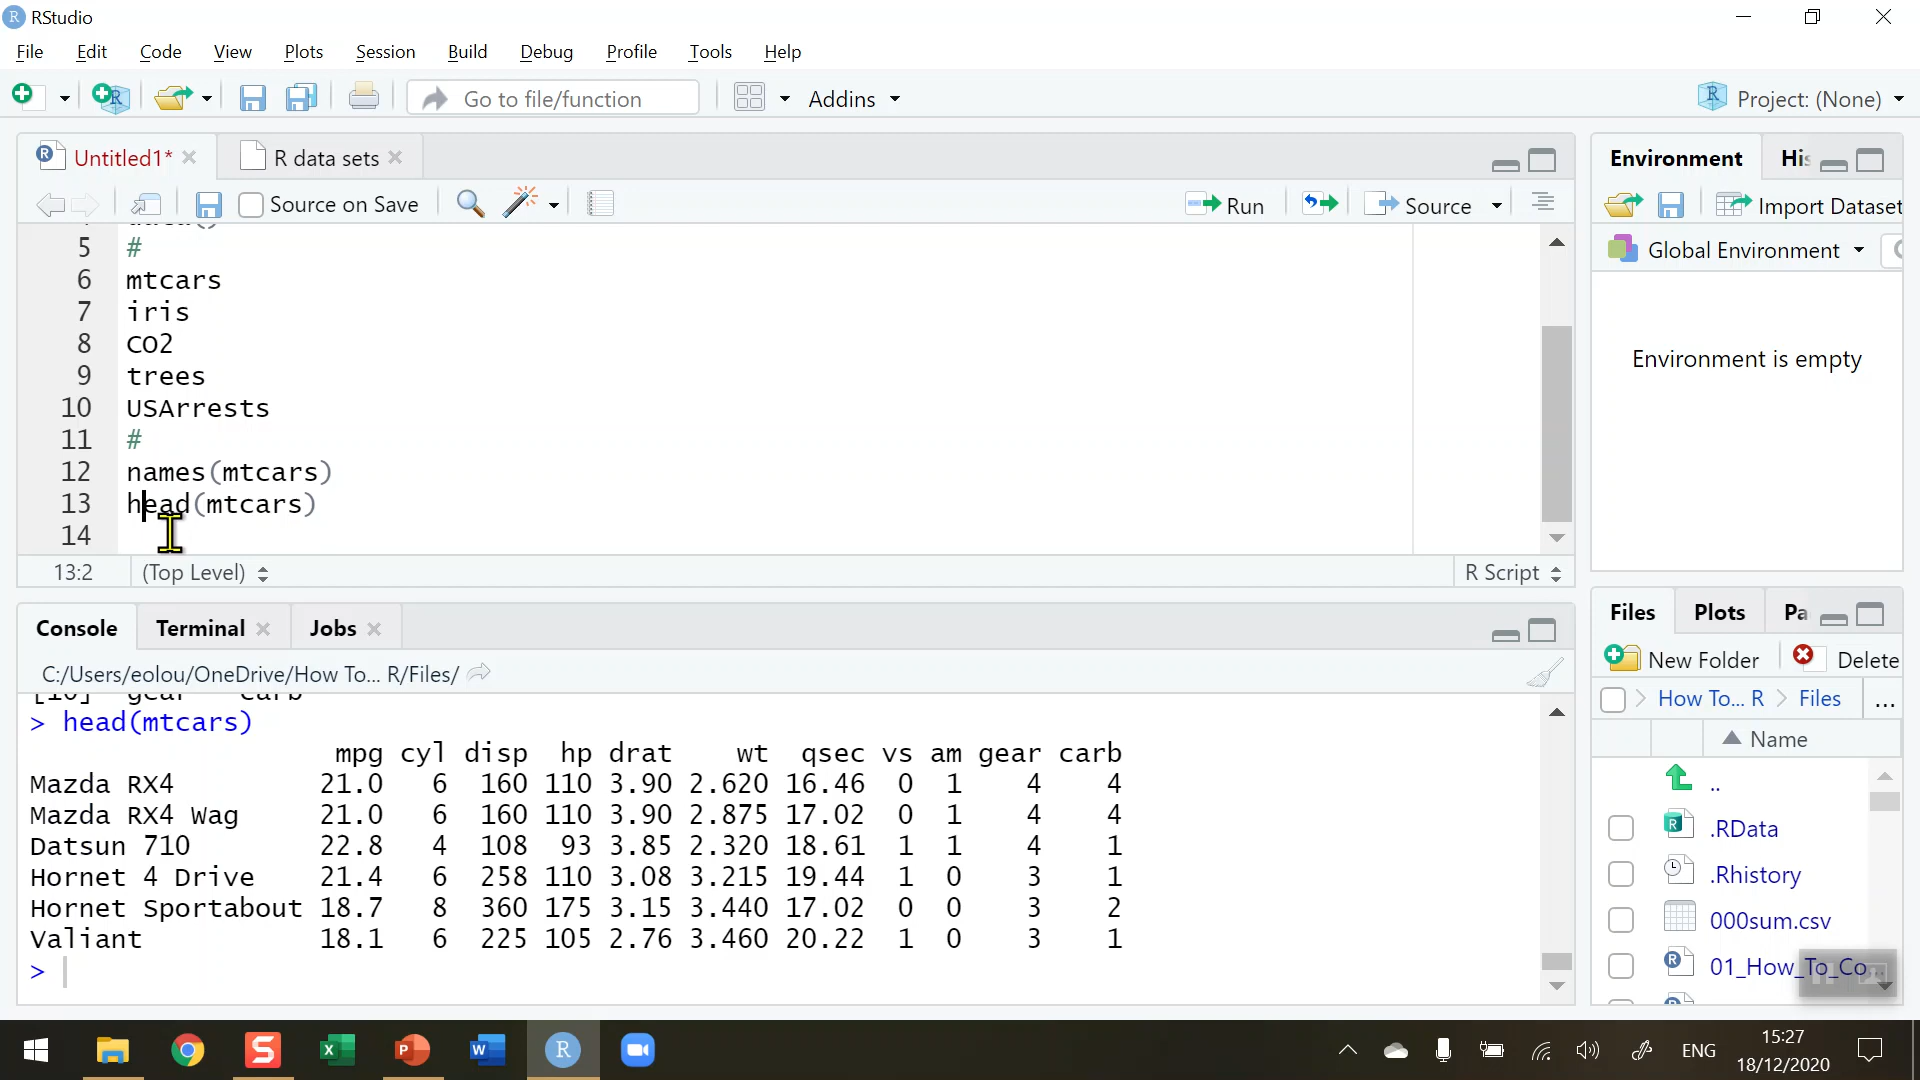 RStudio
File Edit Code View Plots Session Build Debug Profile Tools Help
Go to file/function Addins Project: (None)
Untitled1* R data sets
Source on Save Run Source
5 #
6 mtcars
7 iris
8 CO2
9 trees
10 USArrests
11 #
12 names(mtcars)
13 head(mtcars)
14
13:2 (Top Level) R Script
Console Terminal Jobs
C:/Users/eolou/OneDrive/How To... R/Files/
[10] "gear" "carb"
> head(mtcars)
mpg cyl disp hp drat wt qsec vs am gear carb
Mazda RX4 21.0 6 160 110 3.90 2.620 16.46 0 1 4 4
Mazda RX4 Wag 21.0 6 160 110 3.90 2.875 17.02 0 1 4 4
Datsun 710 22.8 4 108 93 3.85 2.320 18.61 1 1 4 1
Hornet 4 Drive 21.4 6 258 110 3.08 3.215 19.44 1 0 3 1
Hornet Sportabout 18.7 8 360 175 3.15 3.440 17.02 0 0 3 2
Valiant 18.1 6 225 105 2.76 3.460 20.22 1 0 3 1
>
Environment His
Import Dataset
Global Environment
Environment is empty
Files Plots Pa
New Folder Delete
How To... R Files ...
Name
..
.RData
.Rhistory
000sum.csv
01_How_To_Co...
ENG
15:27
18/12/2020